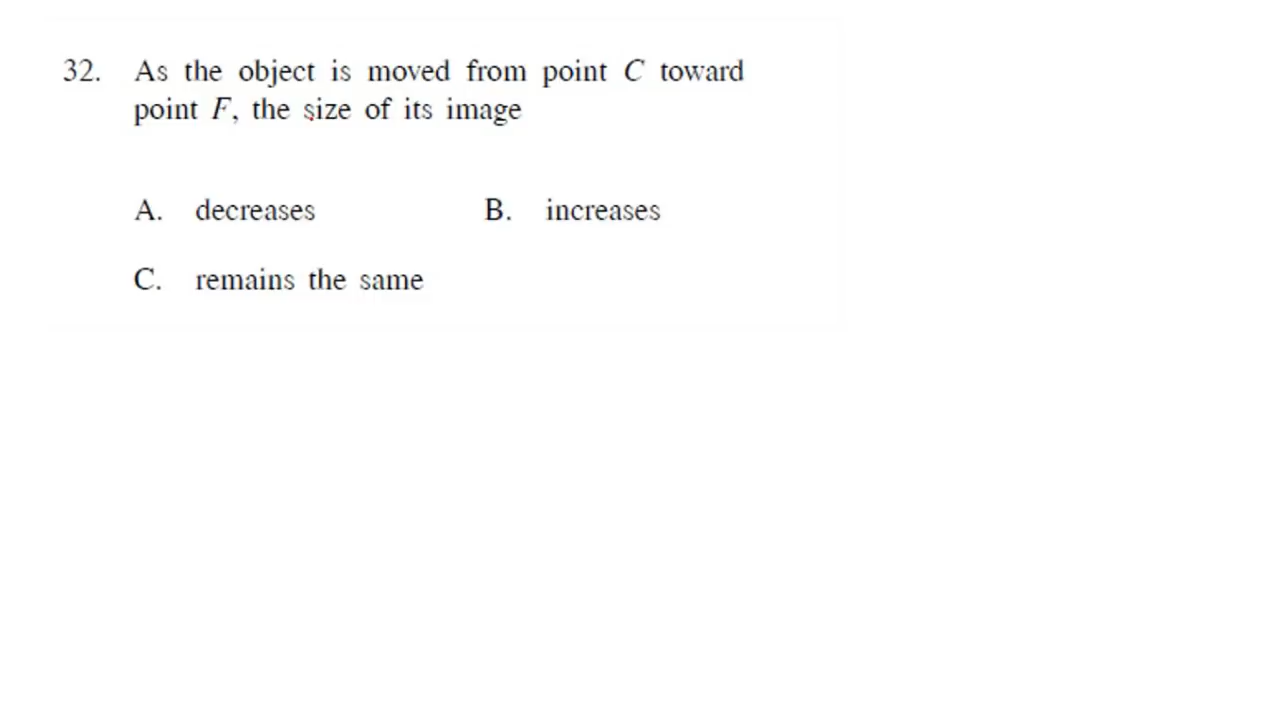 32. As the object is moved from point C toward
point F, the size of its image
A. decreases B. increases
C. remains the same